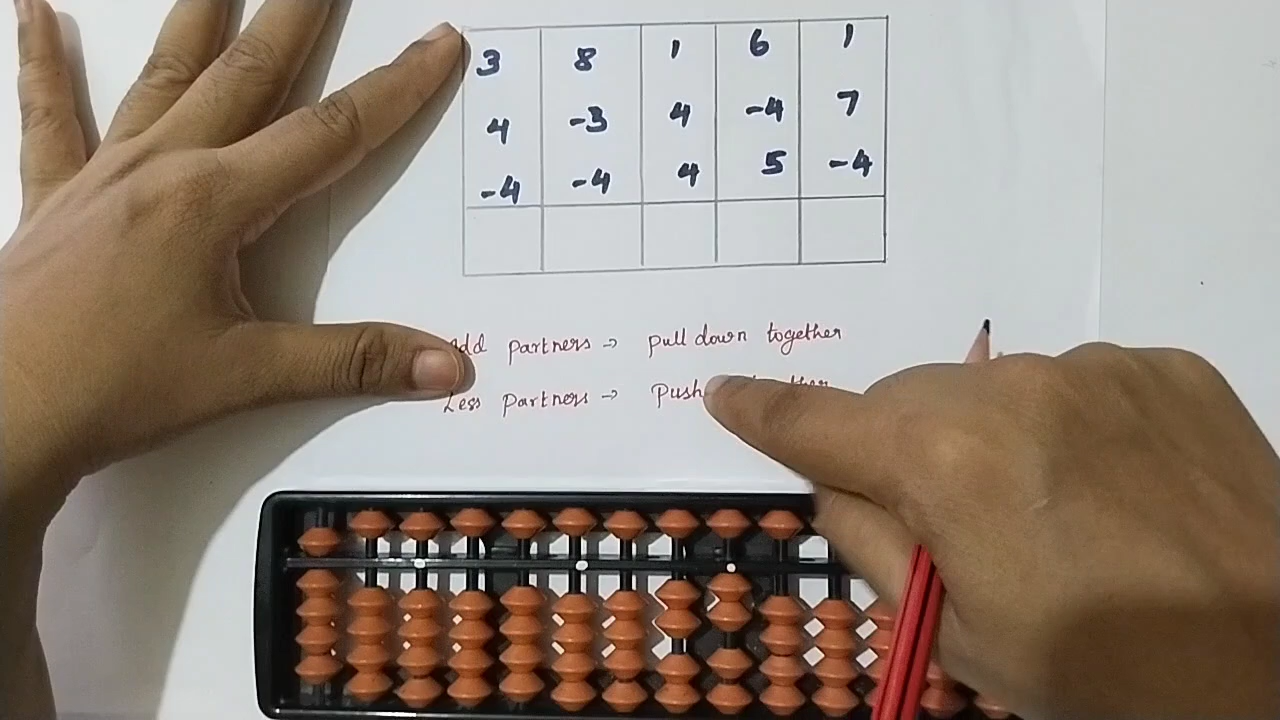 3 8 1 6 1
4 -3 4 -4 7
-4 -4 4 5 -4
add partners → pull down together
Less partners → Push